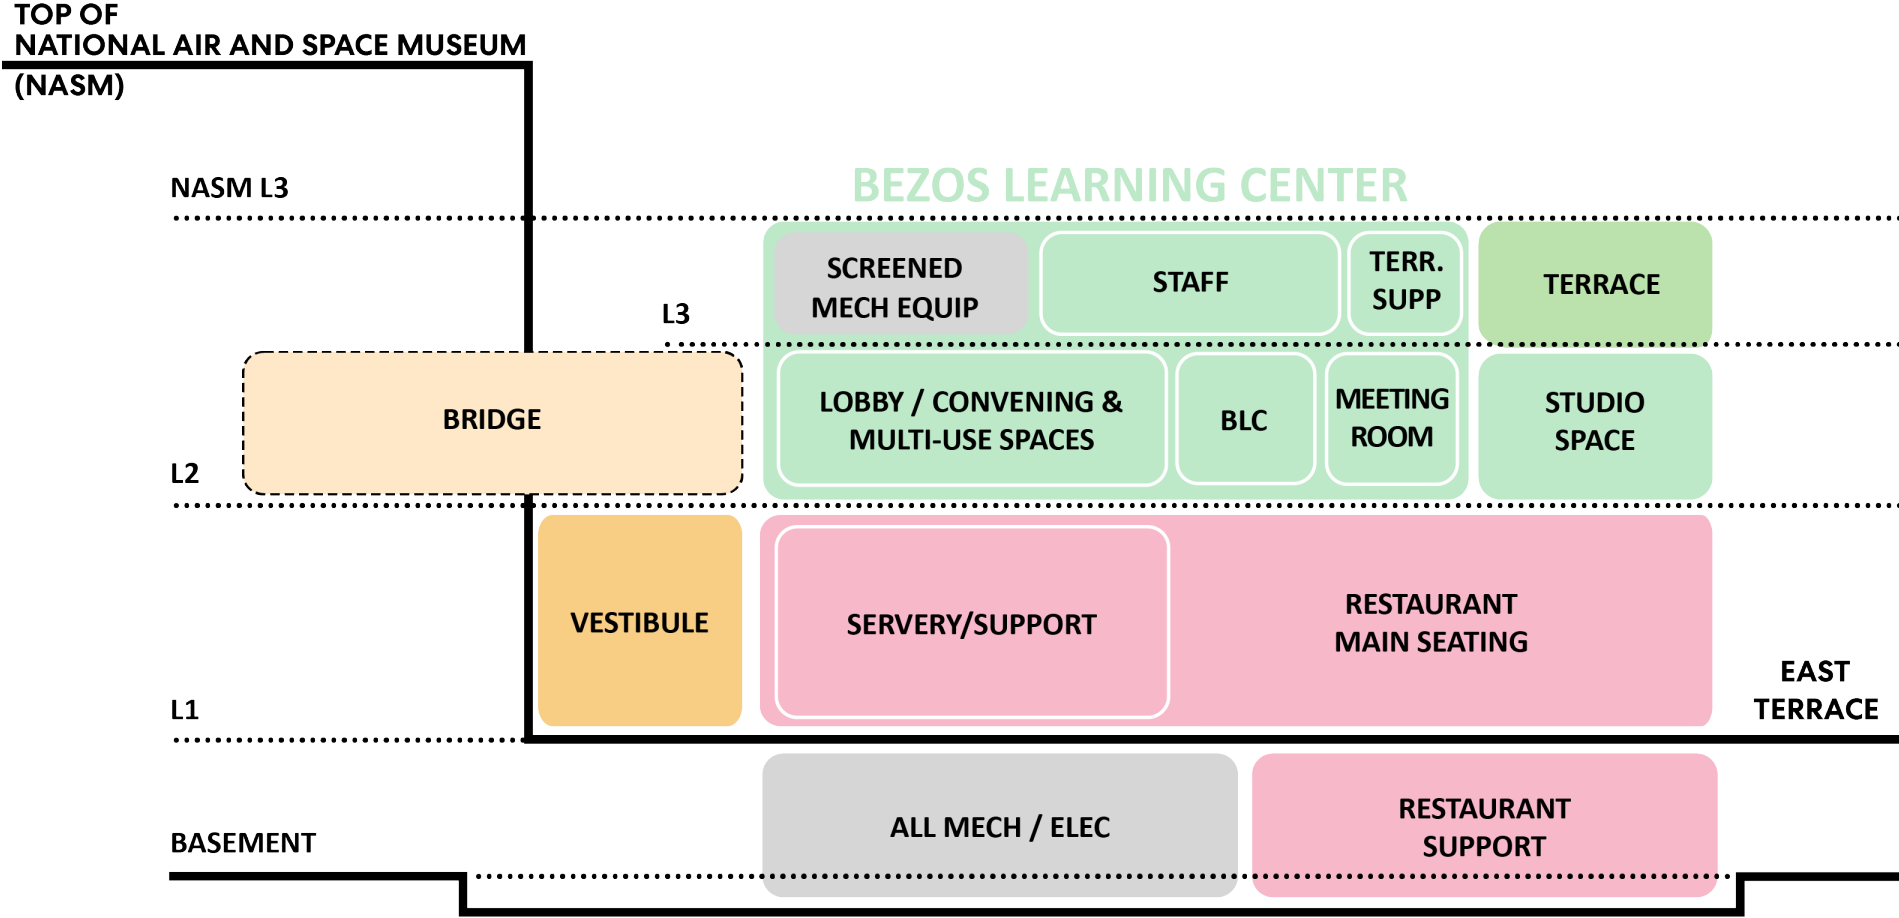 TOP OF
NATIONAL AIR AND SPACE MUSEUM
(NASM)
NASM L3
BEZOS LEARNING CENTER
SCREENED
MECH EQUIP
STAFF
TERR.
SUPP
TERRACE
L3
BRIDGE
LOBBY / CONVENING &
MULTI-USE SPACES
BLC
MEETING
ROOM
STUDIO
SPACE
L2
VESTIBULE
SERVERY/SUPPORT
RESTAURANT
MAIN SEATING
EAST
TERRACE
L1
ALL MECH / ELEC
RESTAURANT
SUPPORT
BASEMENT